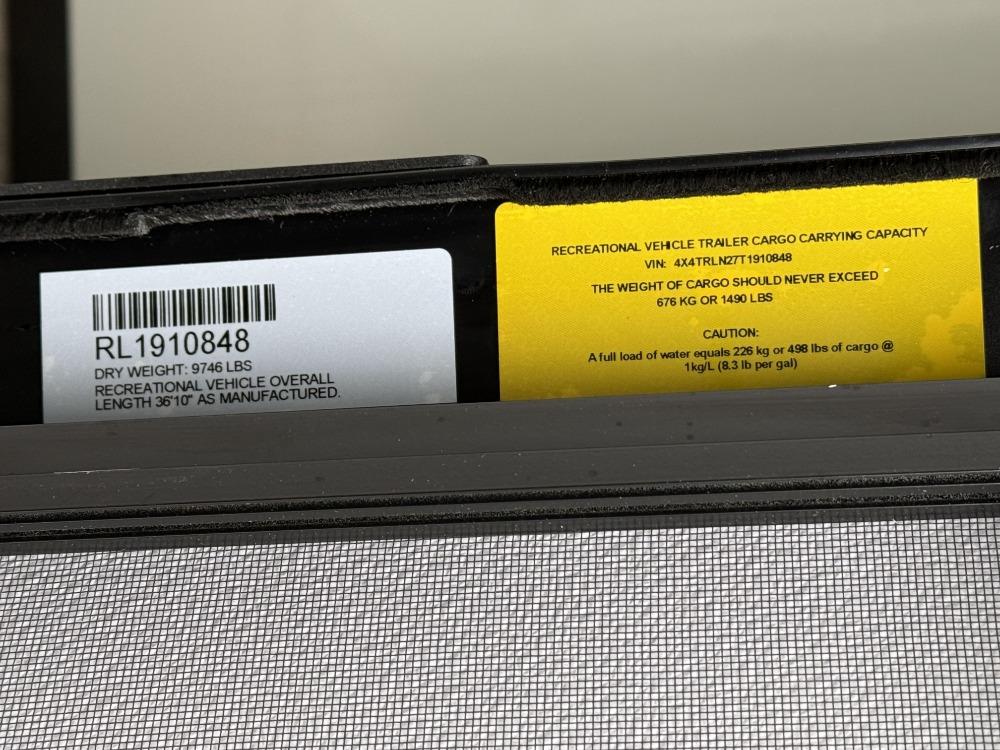 RL1910848
DRY WEIGHT: 9746 LBS
RECREATIONAL VEHICLE OVERALL
LENGTH 36'10" AS MANUFACTURED.
RECREATIONAL VEHICLE TRAILER CARGO CARRYING CAPACITY
VIN: 4X4TRLN27T1910848
THE WEIGHT OF CARGO SHOULD NEVER EXCEED
676 KG OR 1490 LBS
CAUTION:
A full load of water equals 226 kg or 498 lbs of cargo @
1kg/L (8.3 lb per gal)